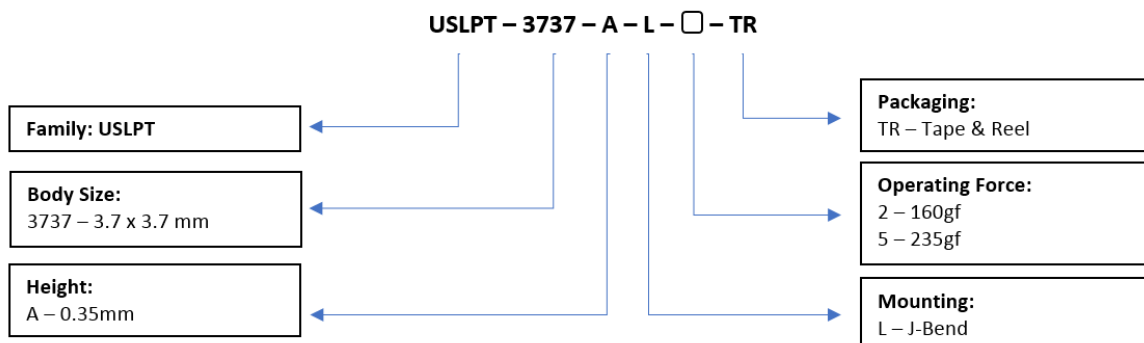 USLPT – 3737 – A – L – ▢ – TR
Family: USLPT
Body Size:
3737 – 3.7 x 3.7 mm
Height:
A – 0.35mm
Packaging:
TR – Tape & Reel
Operating Force:
2 – 160gf
5 – 235gf
Mounting:
L – J-Bend